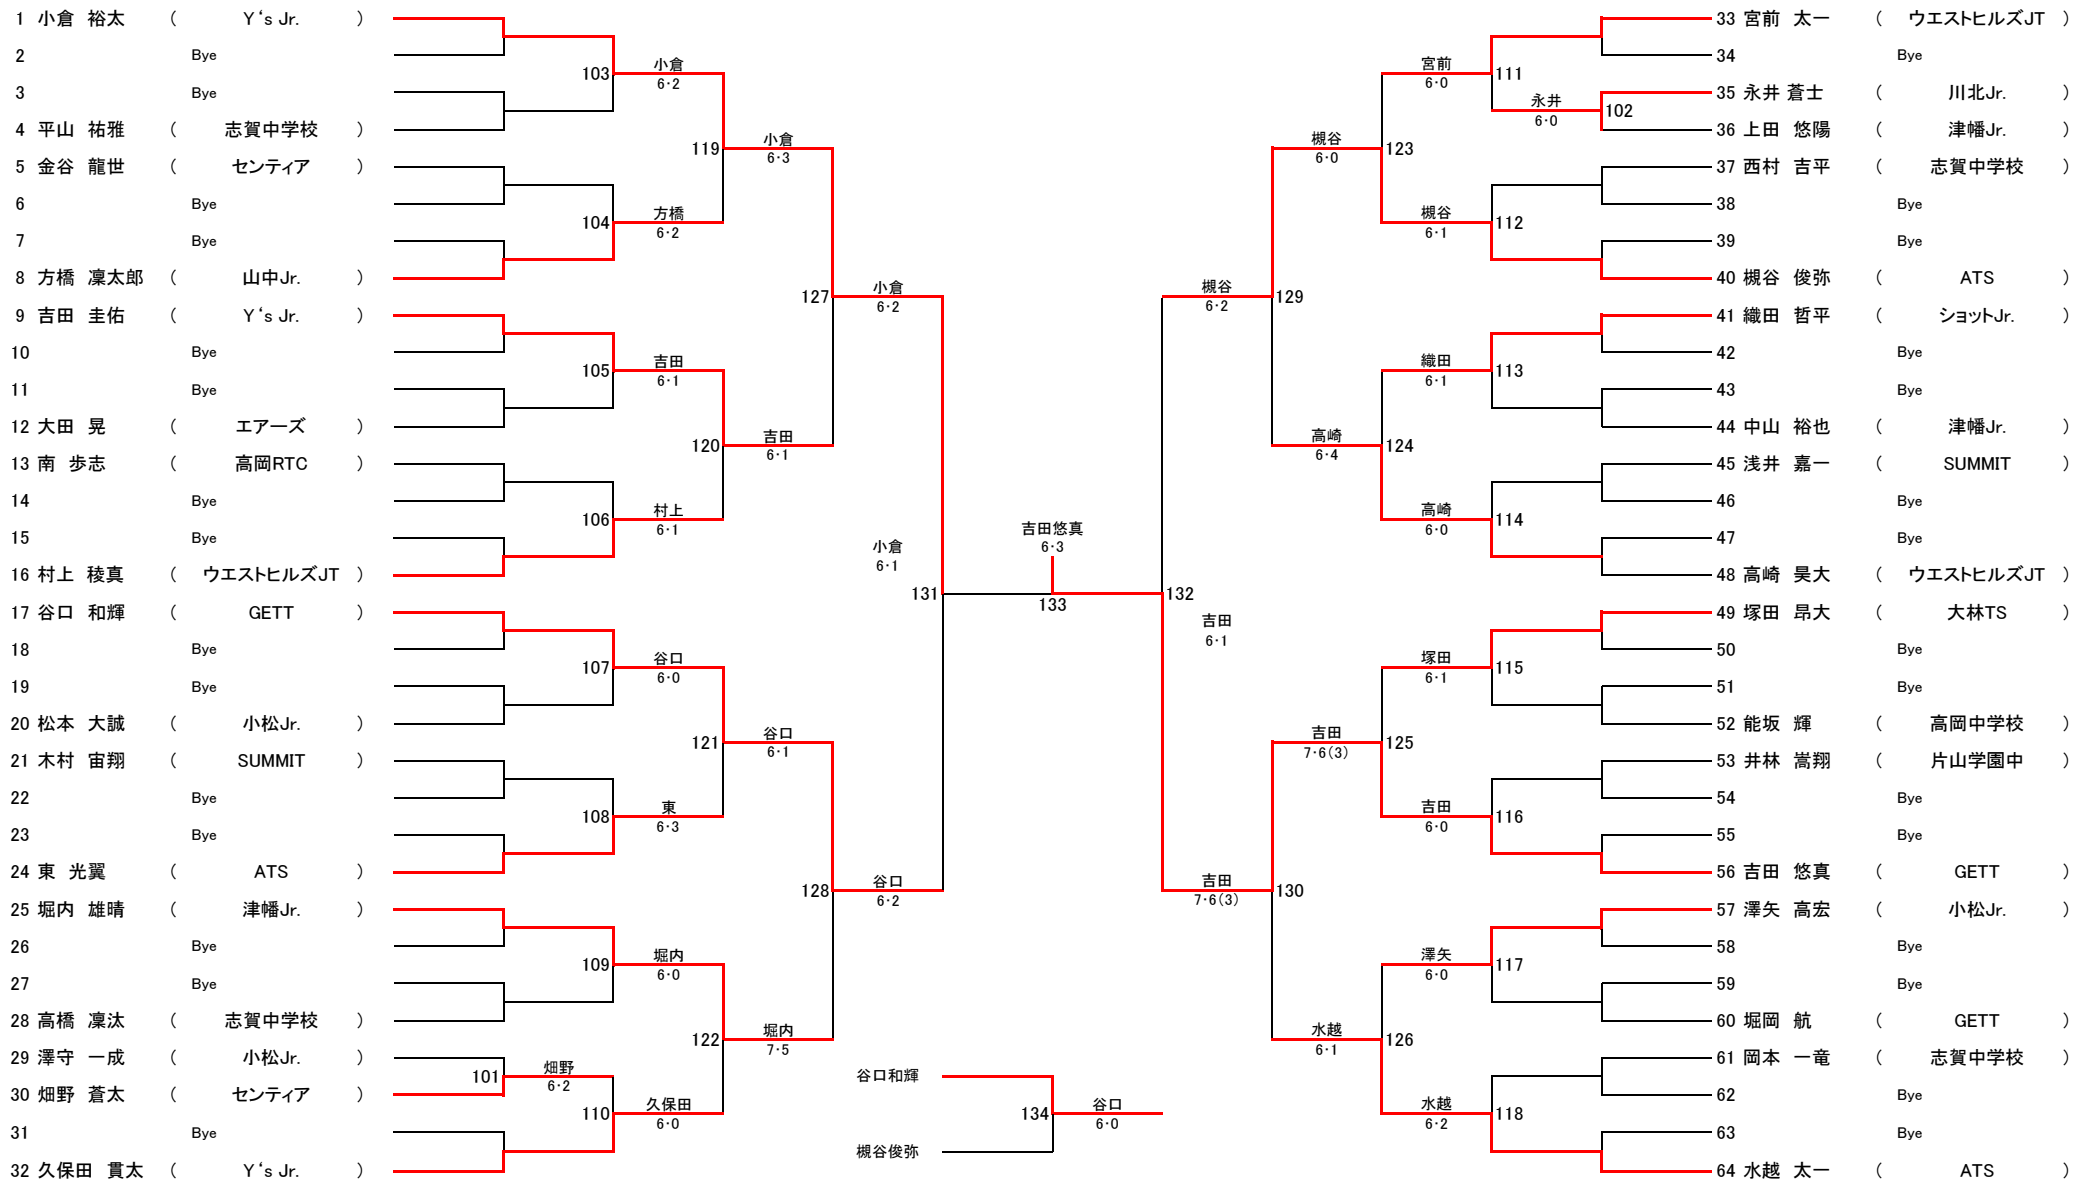 1 小倉 裕太 ( Y‘s Jr. )
2 Bye
3 Bye
4 平山 祐雅 ( 志賀中学校 )
5 金谷 龍世 ( センティア )
6 Bye
7 Bye
8 方橋 凜太郎 ( 山中Jr. )
9 吉田 圭佑 ( Y‘s Jr. )
10 Bye
11 Bye
12 大田 晃 ( エアーズ )
13 南 歩志 ( 高岡RTC )
14 Bye
15 Bye
16 村上 稜真 ( ウエストヒルズJT )
17 谷口 和輝 ( GETT )
18 Bye
19 Bye
20 松本 大誠 ( 小松Jr. )
21 木村 宙翔 ( SUMMIT )
22 Bye
23 Bye
24 東 光翼 ( ATS )
25 堀内 雄晴 ( 津幡Jr. )
26 Bye
27 Bye
28 高橋 凜汰 ( 志賀中学校 )
29 澤守 一成 ( 小松Jr. )
30 畑野 蒼太 ( センティア )
31 Bye
32 久保田 貫太 ( Y‘s Jr. )
101
畑野
6・2
103
小倉
6・2
104
方橋
6・2
105
吉田
6・1
106
村上
6・1
107
谷口
6・0
108
東
6・3
109
堀内
6・0
110
久保田
6・0
119
小倉
6・3
120
吉田
6・1
121
谷口
6・1
122
堀内
7・5
127
小倉
6・2
128
谷口
6・2
小倉
6・1
131
吉田悠真
6・3
133
132
吉田
6・1
谷口和輝
134
谷口
6・0
槻谷俊弥
槻谷
6・2
129
吉田
7・6(3)
130
槻谷
6・0
123
高崎
6・4
124
吉田
7・6(3)
125
水越
6・1
126
宮前
6・0
111
永井
6・0
102
槻谷
6・1
112
織田
6・1
113
高崎
6・0
114
塚田
6・1
115
吉田
6・0
116
澤矢
6・0
117
水越
6・2
118
33 宮前 太一 ( ウエストヒルズJT )
34 Bye
35 永井 蒼士 ( 川北Jr. )
36 上田 悠陽 ( 津幡Jr. )
37 西村 吉平 ( 志賀中学校 )
38 Bye
39 Bye
40 槻谷 俊弥 ( ATS )
41 織田 哲平 ( ショットJr. )
42 Bye
43 Bye
44 中山 裕也 ( 津幡Jr. )
45 浅井 嘉一 ( SUMMIT )
46 Bye
47 Bye
48 高崎 昊大 ( ウエストヒルズJT )
49 塚田 昂大 ( 大林TS )
50 Bye
51 Bye
52 能坂 輝 ( 高岡中学校 )
53 井林 嵩翔 ( 片山学園中 )
54 Bye
55 Bye
56 吉田 悠真 ( GETT )
57 澤矢 高宏 ( 小松Jr. )
58 Bye
59 Bye
60 堀岡 航 ( GETT )
61 岡本 一竜 ( 志賀中学校 )
62 Bye
63 Bye
64 水越 太一 ( ATS )